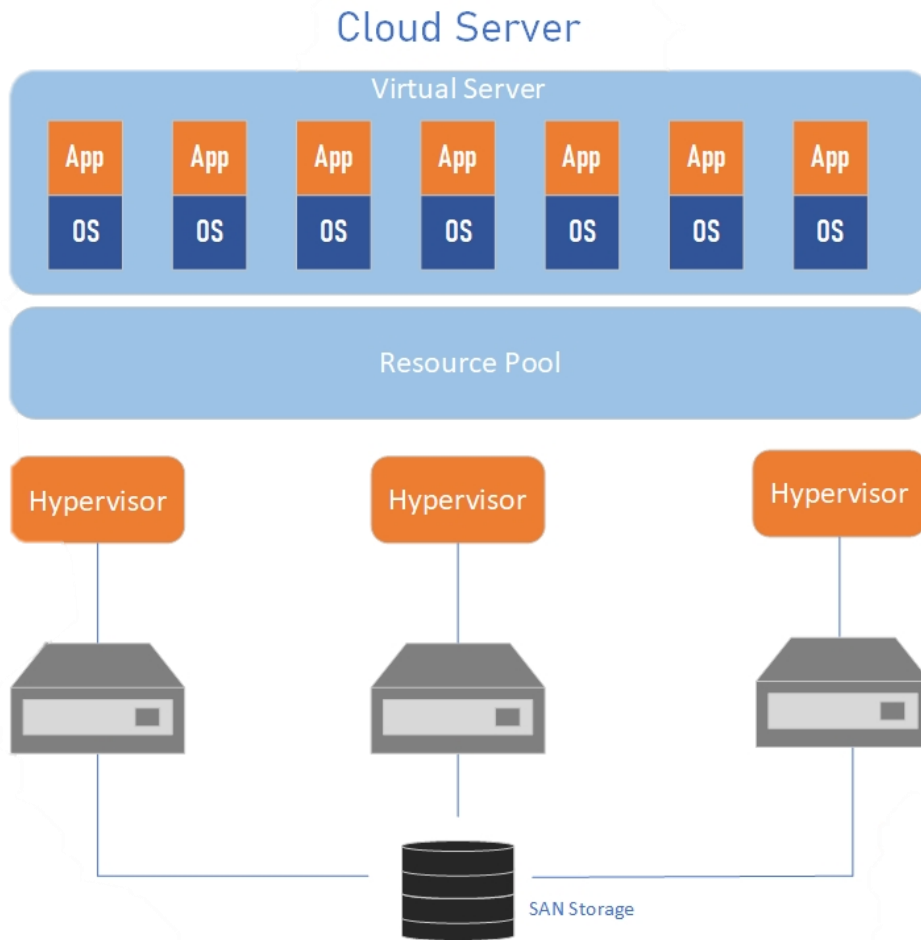 Cloud Server
Virtual Server
App App App App App App App
OS OS OS OS OS OS OS
Resource Pool
Hypervisor Hypervisor Hypervisor
SAN Storage